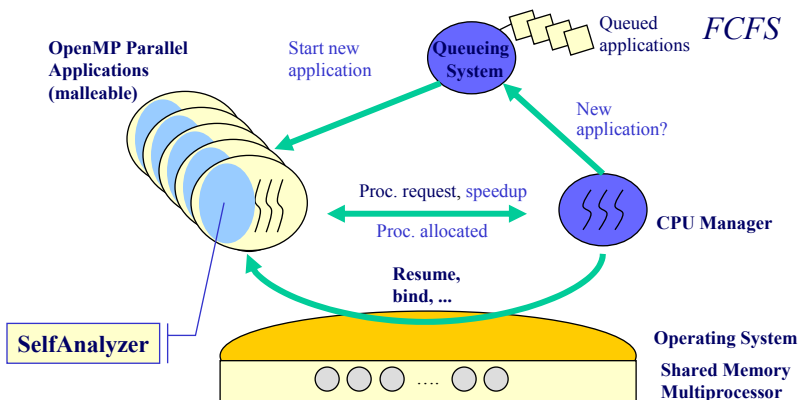 OpenMP Parallel
Applications
(malleable)
Start new
application
Queueing
System
Queued
applications
FCFS
New
application?
Proc. request, speedup
Proc. allocated
CPU Manager
Resume,
bind, ...
SelfAnalyzer
Operating System
Shared Memory
Multiprocessor
....